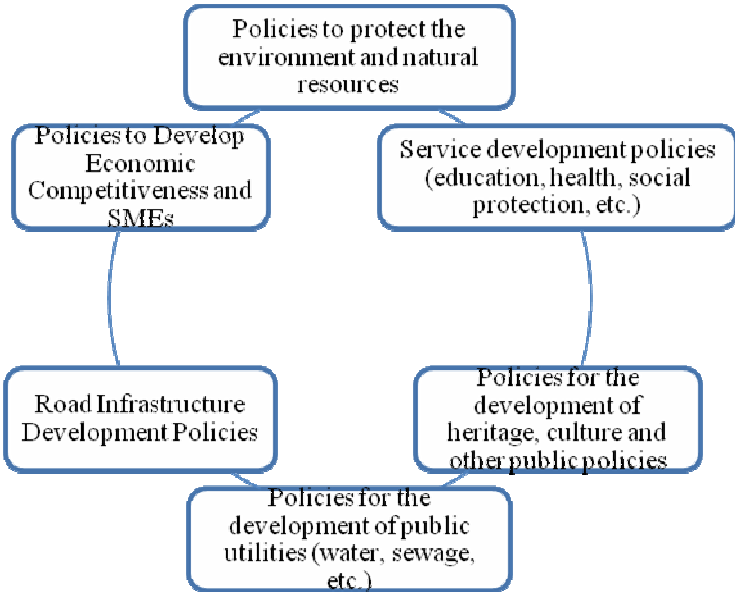 Policies to protect the
environment and natural
resources
Policies to Develop
Economic
Competitiveness and
SMEs
Service development policies
(education, health, social
protection, etc.)
Road Infrastructure
Development Policies
Policies for the
development of
heritage, culture and
other public policies
Policies for the
development of public
utilities (water, sewage,
etc.)